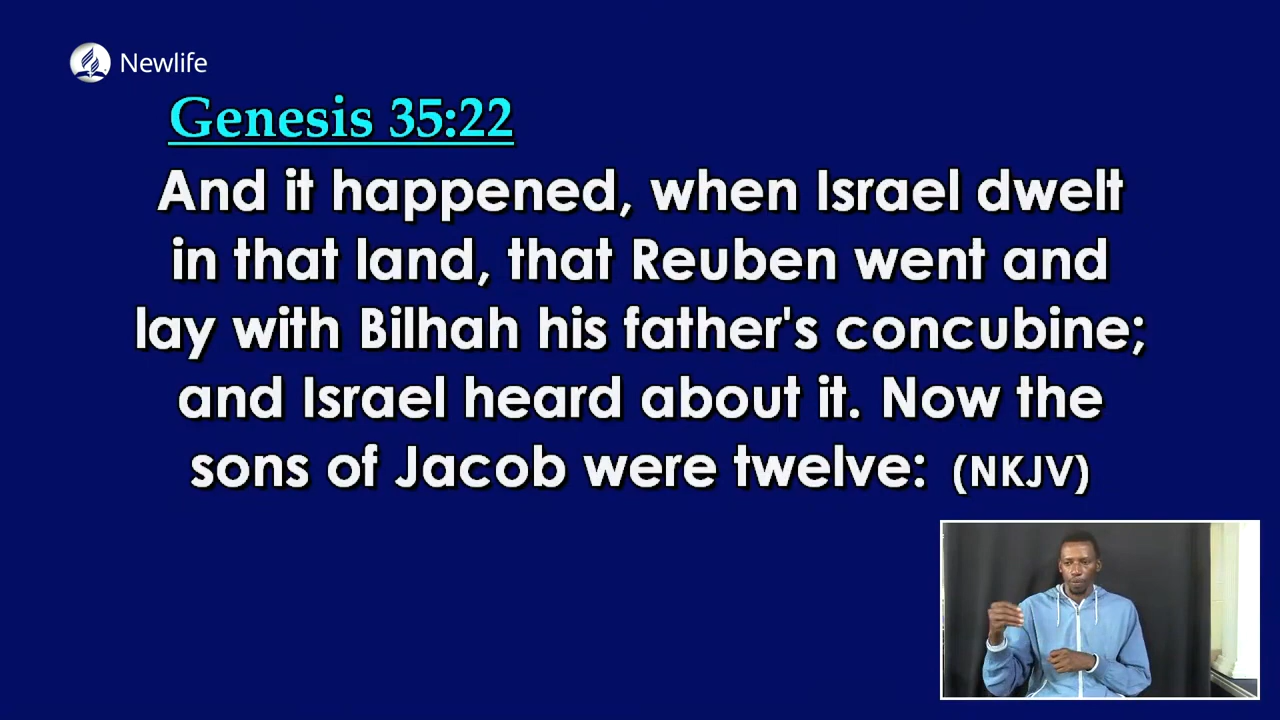 Newlife
Genesis 35:22
And it happened, when Israel dwelt
in that land, that Reuben went and
lay with Bilhah his father's concubine;
and Israel heard about it. Now the
sons of Jacob were twelve: (NKJV)